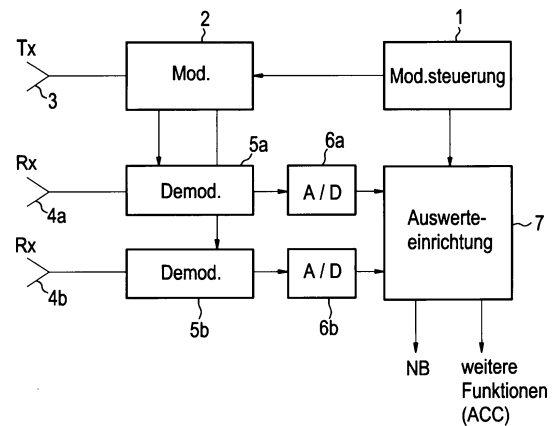 2
1
Tx
Mod.
Mod.steuerung
3
5a
6a
Rx
Demod.
A / D
4a
Auswerte-
einrichtung
7
Rx
Demod.
A / D
4b
5b
6b
NB
weitere
Funktionen
(ACC)